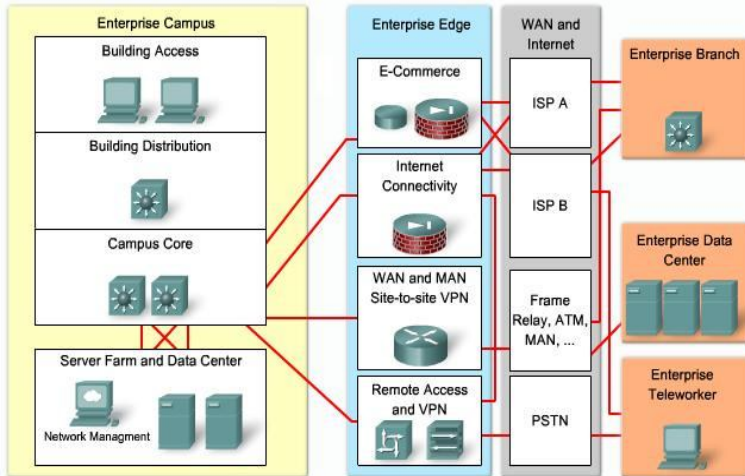 Enterprise Campus
Building Access
Building Distribution
Campus Core
Server Farm and Data Center
Network Managment
Enterprise Edge
E-Commerce
Internet
Connectivity
WAN and MAN
Site-to-site VPN
Remote Access
and VPN
WAN and
Internet
ISP A
ISP B
Frame
Relay, ATM,
MAN, ...
PSTN
Enterprise Branch
Enterprise Data
Center
Enterprise
Teleworker